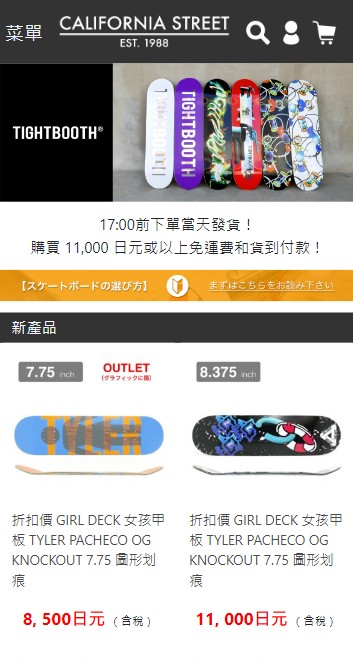 菜單
CALIFORNIA STREET
EST. 1988
TIGHTBOOTH®
TIGHTBOOTH
17:00前下單當天發貨！
購買 11,000 日元或以上免運費和貨到付款！
【スケートボードの選び方】 まずはこちらをお読み下さい
新產品
7.75 inch
OUTLET
(グラフィックに傷)
8.375 inch
TYLER
折扣價 GIRL DECK 女孩甲
板 TYLER PACHECO OG
KNOCKOUT 7.75 圖形划
痕
8, 500日元 （含稅）
折扣價 GIRL DECK 女孩甲
板 TYLER PACHECO OG
KNOCKOUT 7.75 圖形划
痕
11, 000日元 （含稅）